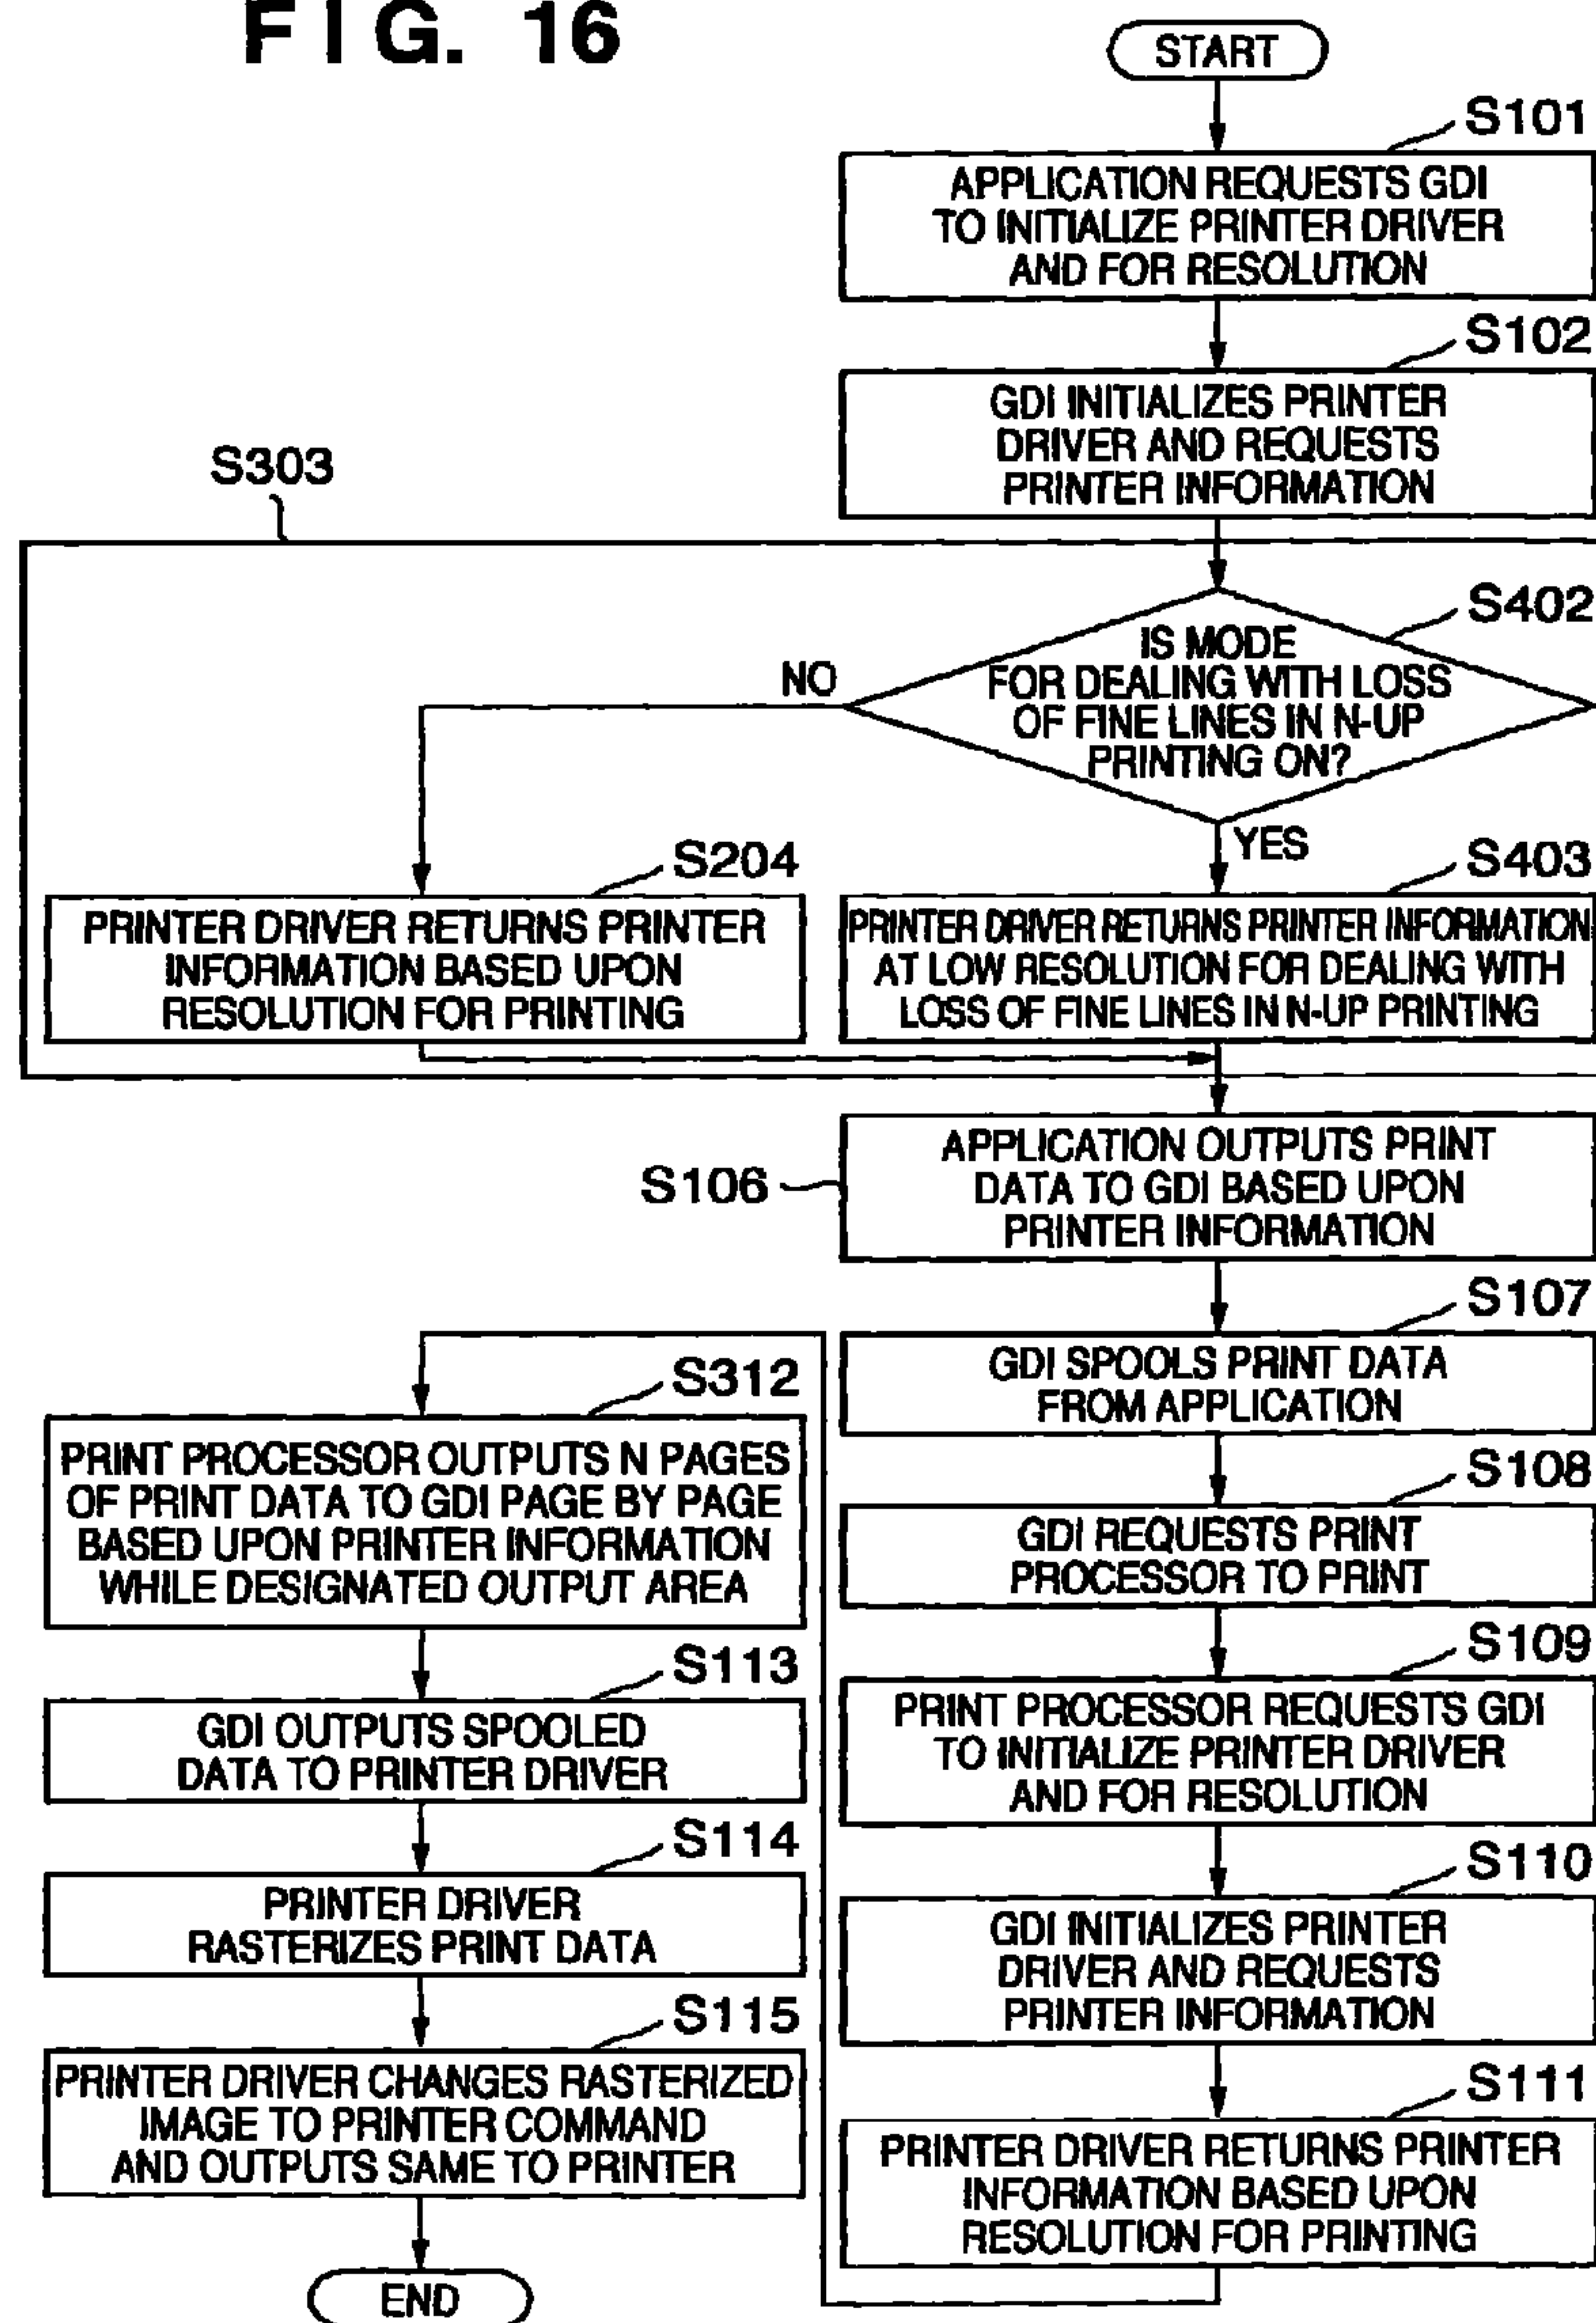 FIG. 16
START
S101
APPLICATION REQUESTS GDI
TO INITIALIZE PRINTER DRIVER
AND FOR RESOLUTION
S102
GDI INITIALIZES PRINTER
DRIVER AND REQUESTS
PRINTER INFORMATION
S303
S402
IS MODE
FOR DEALING WITH LOSS
OF FINE LINES IN N-UP
PRINTING ON?
NO
YES
S204
PRINTER DRIVER RETURNS PRINTER
INFORMATION BASED UPON
RESOLUTION FOR PRINTING
S403
PRINTER DRIVER RETURNS PRINTER INFORMATION
AT LOW RESOLUTION FOR DEALING WITH
LOSS OF FINE LINES IN N-UP PRINTING
S106
APPLICATION OUTPUTS PRINT
DATA TO GDI BASED UPON
PRINTER INFORMATION
S107
GDI SPOOLS PRINT DATA
FROM APPLICATION
S108
GDI REQUESTS PRINT
PROCESSOR TO PRINT
S109
PRINT PROCESSOR REQUESTS GDI
TO INITIALIZE PRINTER DRIVER
AND FOR RESOLUTION
S110
GDI INITIALIZES PRINTER
DRIVER AND REQUESTS
PRINTER INFORMATION
S111
PRINTER DRIVER RETURNS PRINTER
INFORMATION BASED UPON
RESOLUTION FOR PRINTING
S312
PRINT PROCESSOR OUTPUTS N PAGES
OF PRINT DATA TO GDI PAGE BY PAGE
BASED UPON PRINTER INFORMATION
WHILE DESIGNATED OUTPUT AREA
S113
GDI OUTPUTS SPOOLED
DATA TO PRINTER DRIVER
S114
PRINTER DRIVER
RASTERIZES PRINT DATA
S115
PRINTER DRIVER CHANGES RASTERIZED
IMAGE TO PRINTER COMMAND
AND OUTPUTS SAME TO PRINTER
END